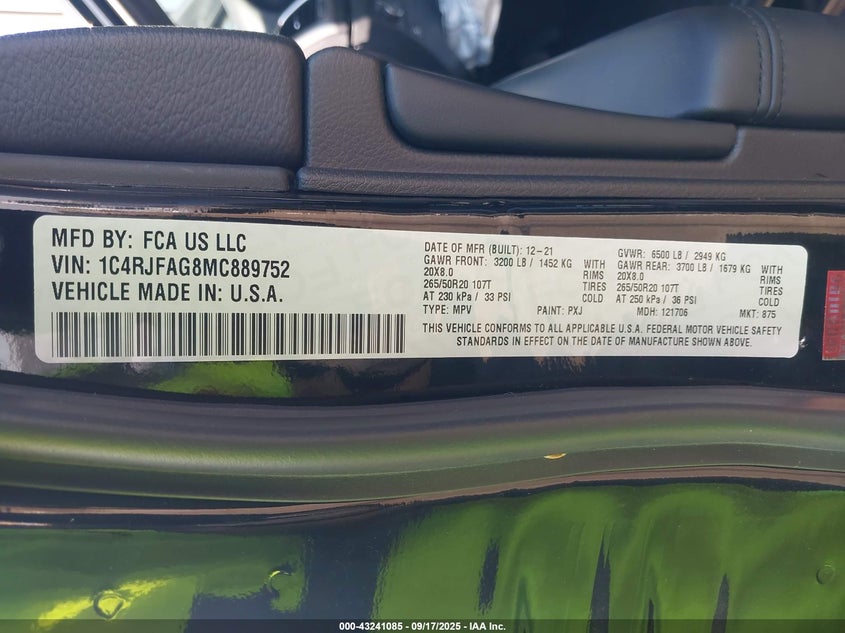 MFD BY: FCA US LLC
VIN: 1C4RJFAG8MC889752
VEHICLE MADE IN: U.S.A.
DATE OF MFR (BUILT): 12-21 GVWR: 6500 LB / 2949 KG
GAWR FRONT: 3200 LB / 1452 KG WITH GAWR REAR: 3700 LB / 1679 KG WITH
20X8.0 RIMS 20X8.0 RIMS
265/50R20 107T TIRES 265/50R20 107T TIRES
AT 230 kPa / 33 PSI COLD AT 250 kPa / 36 PSI COLD
TYPE: MPV PAINT: PXJ MDH: 121706 MKT: 875
THIS VEHICLE CONFORMS TO ALL APPLICABLE U.S.A. FEDERAL MOTOR VEHICLE SAFETY
STANDARDS IN EFFECT ON THE DATE OF MANUFACTURE SHOWN ABOVE.
000-43241085 - 09/17/2025 - IAA Inc.